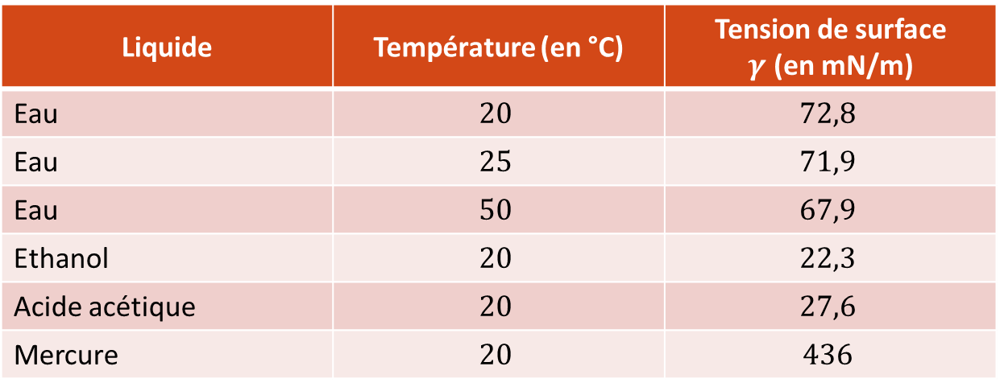 Liquide Température (en °C) Tension de surface
γ (en mN/m)
Eau 20 72,8
Eau 25 71,9
Eau 50 67,9
Ethanol 20 22,3
Acide acétique 20 27,6
Mercure 20 436